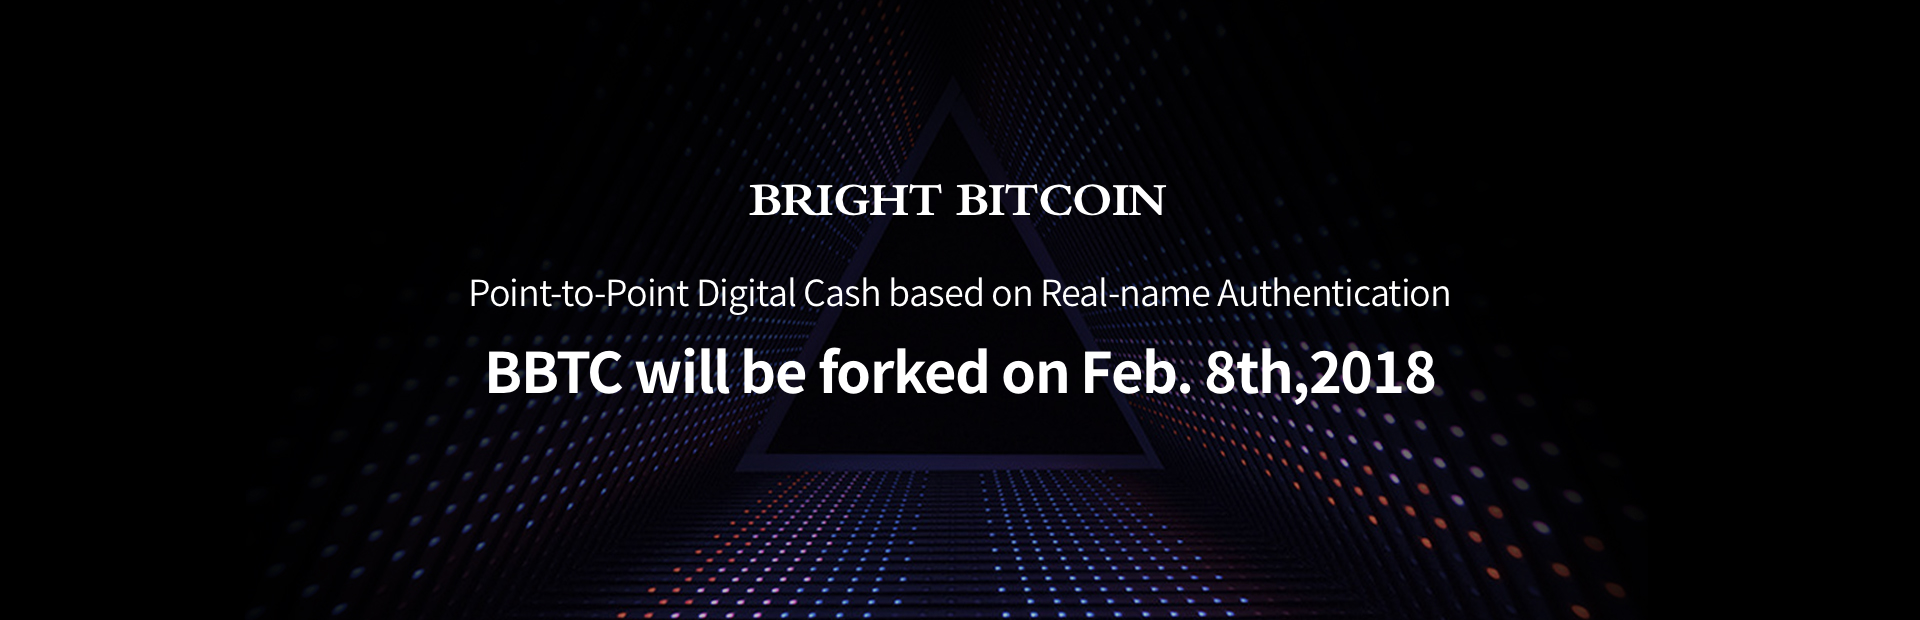 BRIGHT BITCOIN
Point-to-Point Digital Cash based on Real-name Authentication
BBTC will be forked on Feb. 8th,2018